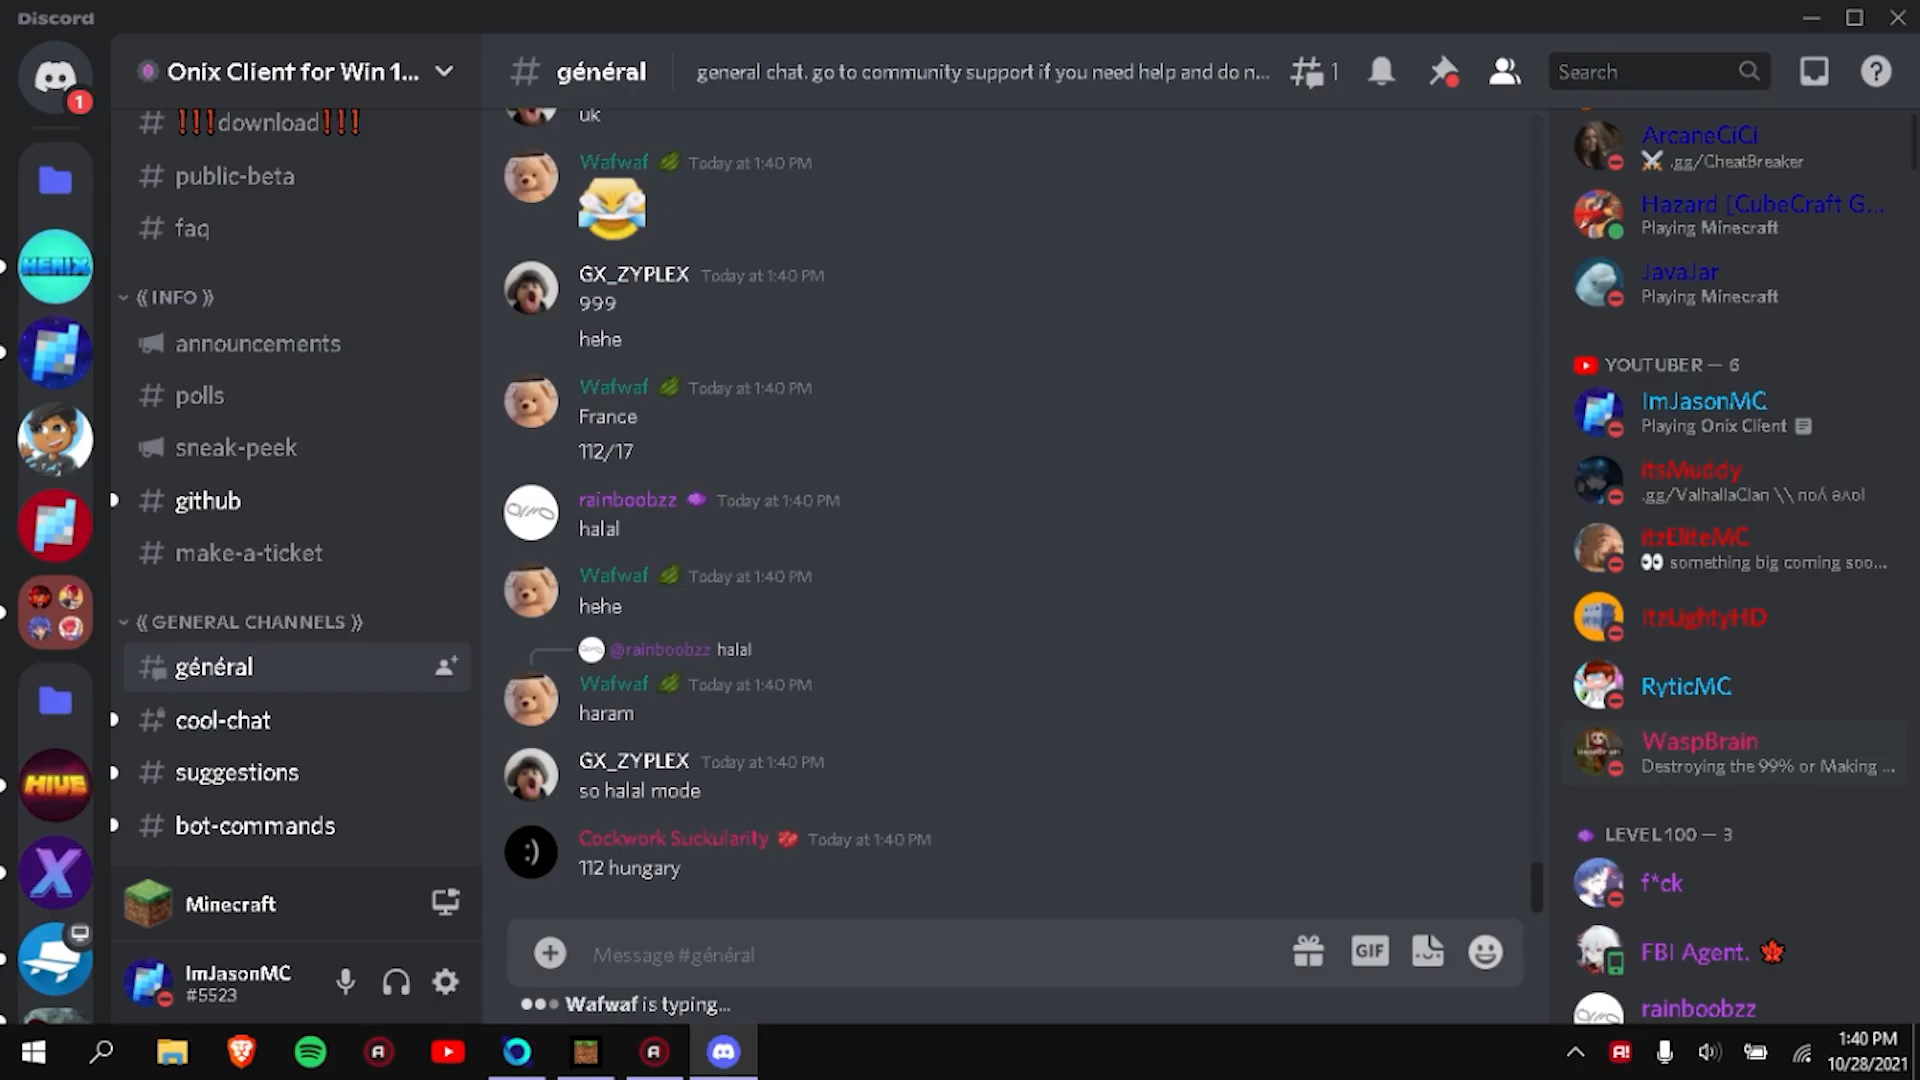 Discord
1
Onix Client for Win 1...
!!!download!!!
public-beta
faq
⟪ INFO ⟫
announcements
polls
sneak-peek
github
make-a-ticket
⟪ GENERAL CHANNELS ⟫
général
cool-chat
suggestions
bot-commands
Minecraft
ImJasonMC
#5523
HIVE
X
général
general chat. go to community support if you need help and do n...
1
Search
uk
Wafwaf Today at 1:40 PM
GX_ZYPLEX Today at 1:40 PM
999
hehe
Wafwaf Today at 1:40 PM
France
112/17
rainboobzz Today at 1:40 PM
halal
Wafwaf Today at 1:40 PM
hehe
@rainboobzz halal
Wafwaf Today at 1:40 PM
haram
GX_ZYPLEX Today at 1:40 PM
so halal mode
:)
Cockwork Suckularity Today at 1:40 PM
112 hungary
Message #général
GIF
Wafwaf is typing...
ArcaneCiCi
.gg/CheatBreaker
Hazard [CubeCraft G...
Playing Minecraft
JavaJar
Playing Minecraft
YOUTUBER — 6
ImJasonMC
Playing Onix Client
itsMuddy
.gg/ValhallaClan \\
itzEliteMC
something big coming soo...
ItzLightyHD
RyticMC
WaspBrain
Destroying the 99% or Making ...
LEVEL 100 — 3
f*ck
FBI Agent.
rainboobzz
1:40 PM
10/28/2021